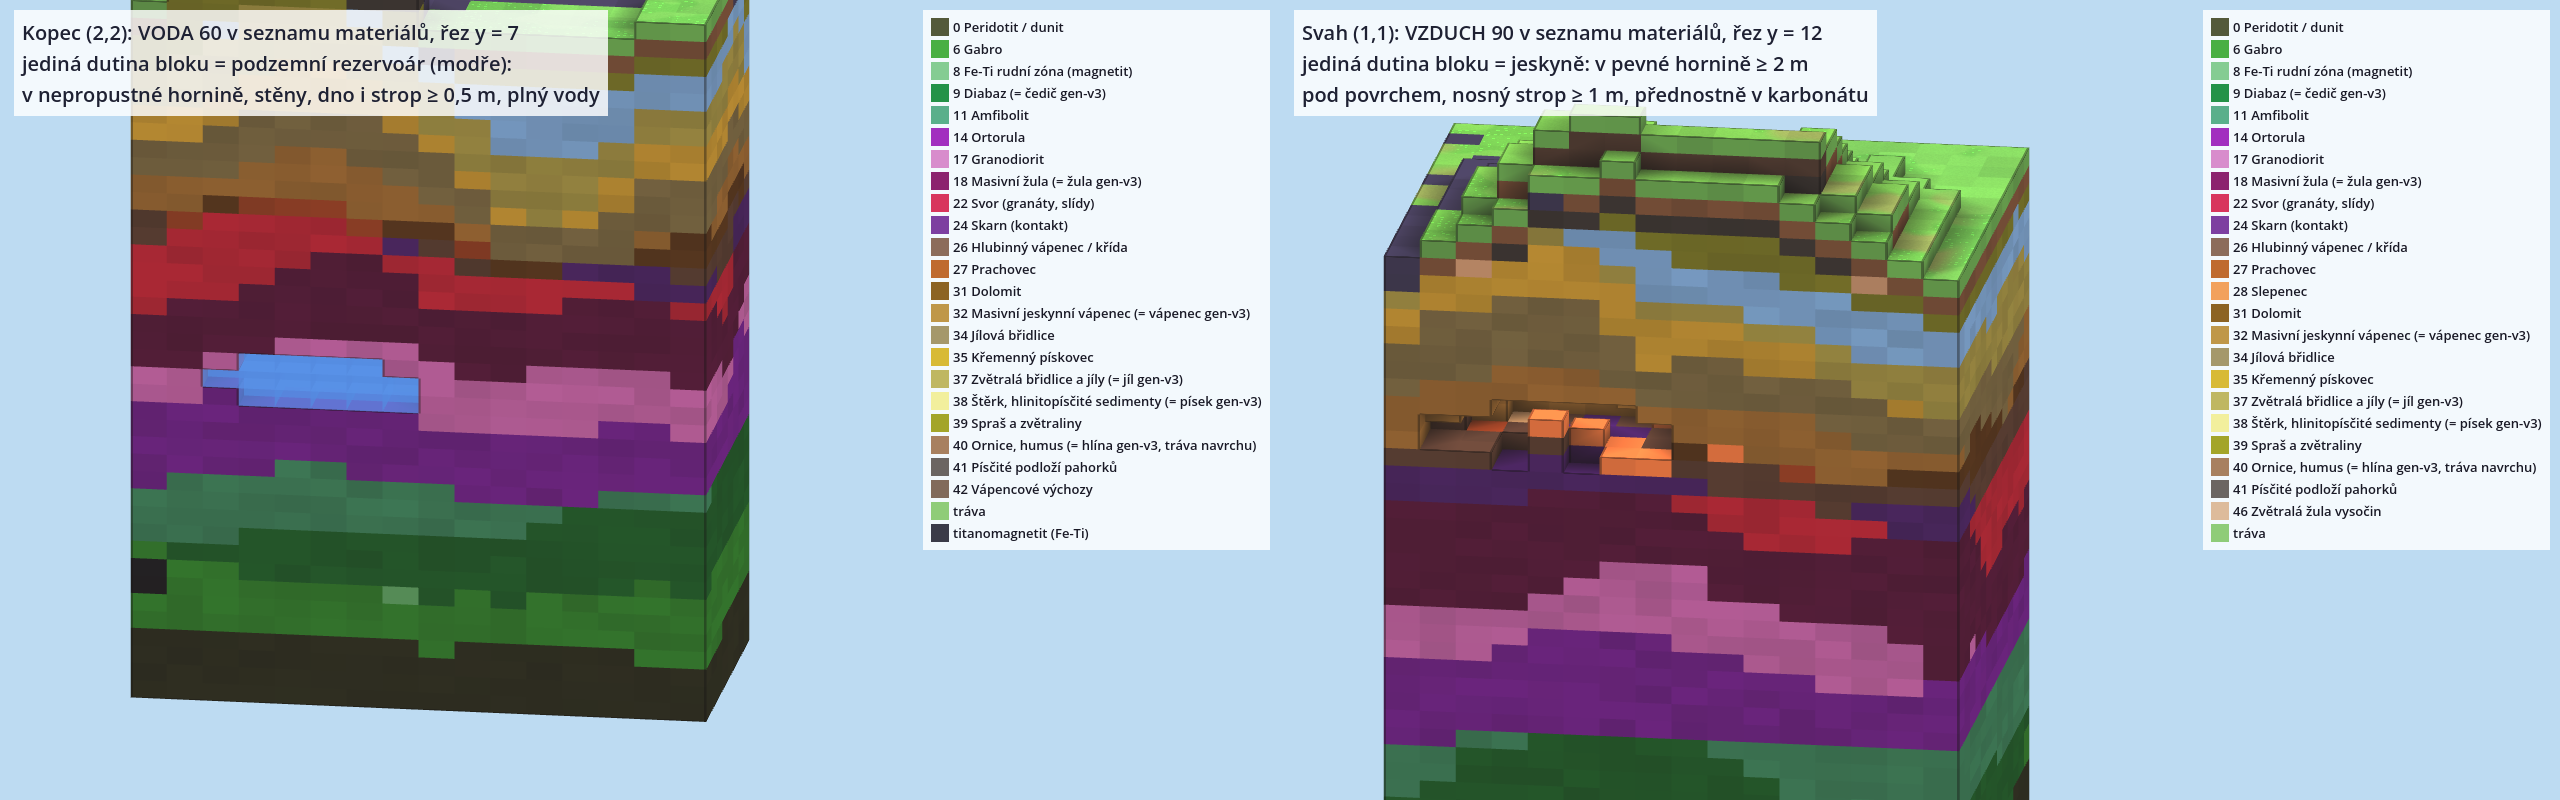 Kopec (2,2): VODA 60 v seznamu materiálů, řez y = 7
jediná dutina bloku = podzemní rezervoár (modře):
v nepropustné hornině, stěny, dno i strop ≥ 0,5 m, plný vody
0 Peridotit / dunit
6 Gabro
8 Fe-Ti rudní zóna (magnetit)
9 Diabaz (= čedič gen-v3)
11 Amfibolit
14 Ortorula
17 Granodiorit
18 Masivní žula (= žula gen-v3)
22 Svor (granáty, slídy)
24 Skarn (kontakt)
26 Hlubinný vápenec / křída
27 Prachovec
31 Dolomit
32 Masivní jeskynní vápenec (= vápenec gen-v3)
34 Jílová břidlice
35 Křemenný pískovec
37 Zvětralá břidlice a jíly (= jíl gen-v3)
38 Štěrk, hlinitopísčité sedimenty (= písek gen-v3)
39 Spraš a zvětraliny
40 Ornice, humus (= hlína gen-v3, tráva navrchu)
41 Písčité podloží pahorků
42 Vápencové výchozy
tráva
titanomagnetit (Fe-Ti)
Svah (1,1): VZDUCH 90 v seznamu materiálů, řez y = 12
jediná dutina bloku = jeskyně: v pevné hornině ≥ 2 m
pod povrchem, nosný strop ≥ 1 m, přednostně v karbonátu
0 Peridotit / dunit
6 Gabro
8 Fe-Ti rudní zóna (magnetit)
9 Diabaz (= čedič gen-v3)
11 Amfibolit
14 Ortorula
17 Granodiorit
18 Masivní žula (= žula gen-v3)
22 Svor (granáty, slídy)
24 Skarn (kontakt)
26 Hlubinný vápenec / křída
27 Prachovec
28 Slepenec
31 Dolomit
32 Masivní jeskynní vápenec (= vápenec gen-v3)
34 Jílová břidlice
35 Křemenný pískovec
37 Zvětralá břidlice a jíly (= jíl gen-v3)
38 Štěrk, hlinitopísčité sedimenty (= písek gen-v3)
39 Spraš a zvětraliny
40 Ornice, humus (= hlína gen-v3, tráva navrchu)
41 Písčité podloží pahorků
46 Zvětralá žula vysočin
tráva